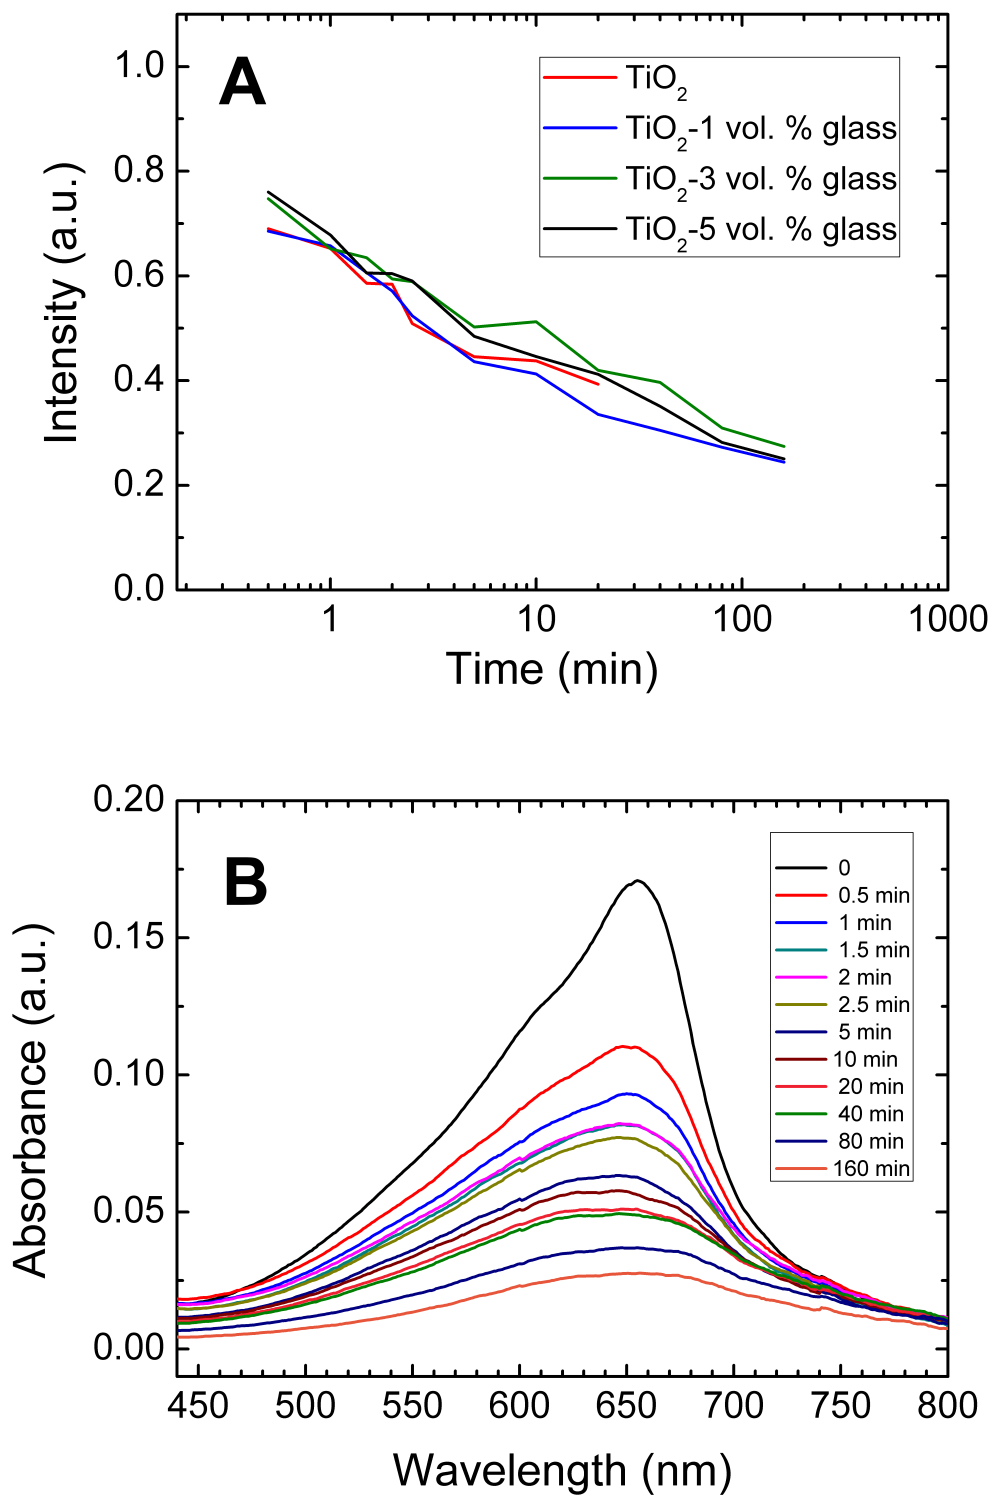 A
1.0
0.8
0.6
0.4
0.2
0.0
Intensity (a.u.)
TiO2
TiO2-1 vol. % glass
TiO2-3 vol. % glass
TiO2-5 vol. % glass
1 10 100 1000
Time (min)
B
0.20
0.15
0.10
0.05
0.00
Absorbance (a.u.)
0
0.5 min
1 min
1.5 min
2 min
2.5 min
5 min
10 min
20 min
40 min
80 min
160 min
450 500 550 600 650 700 750 800
Wavelength (nm)